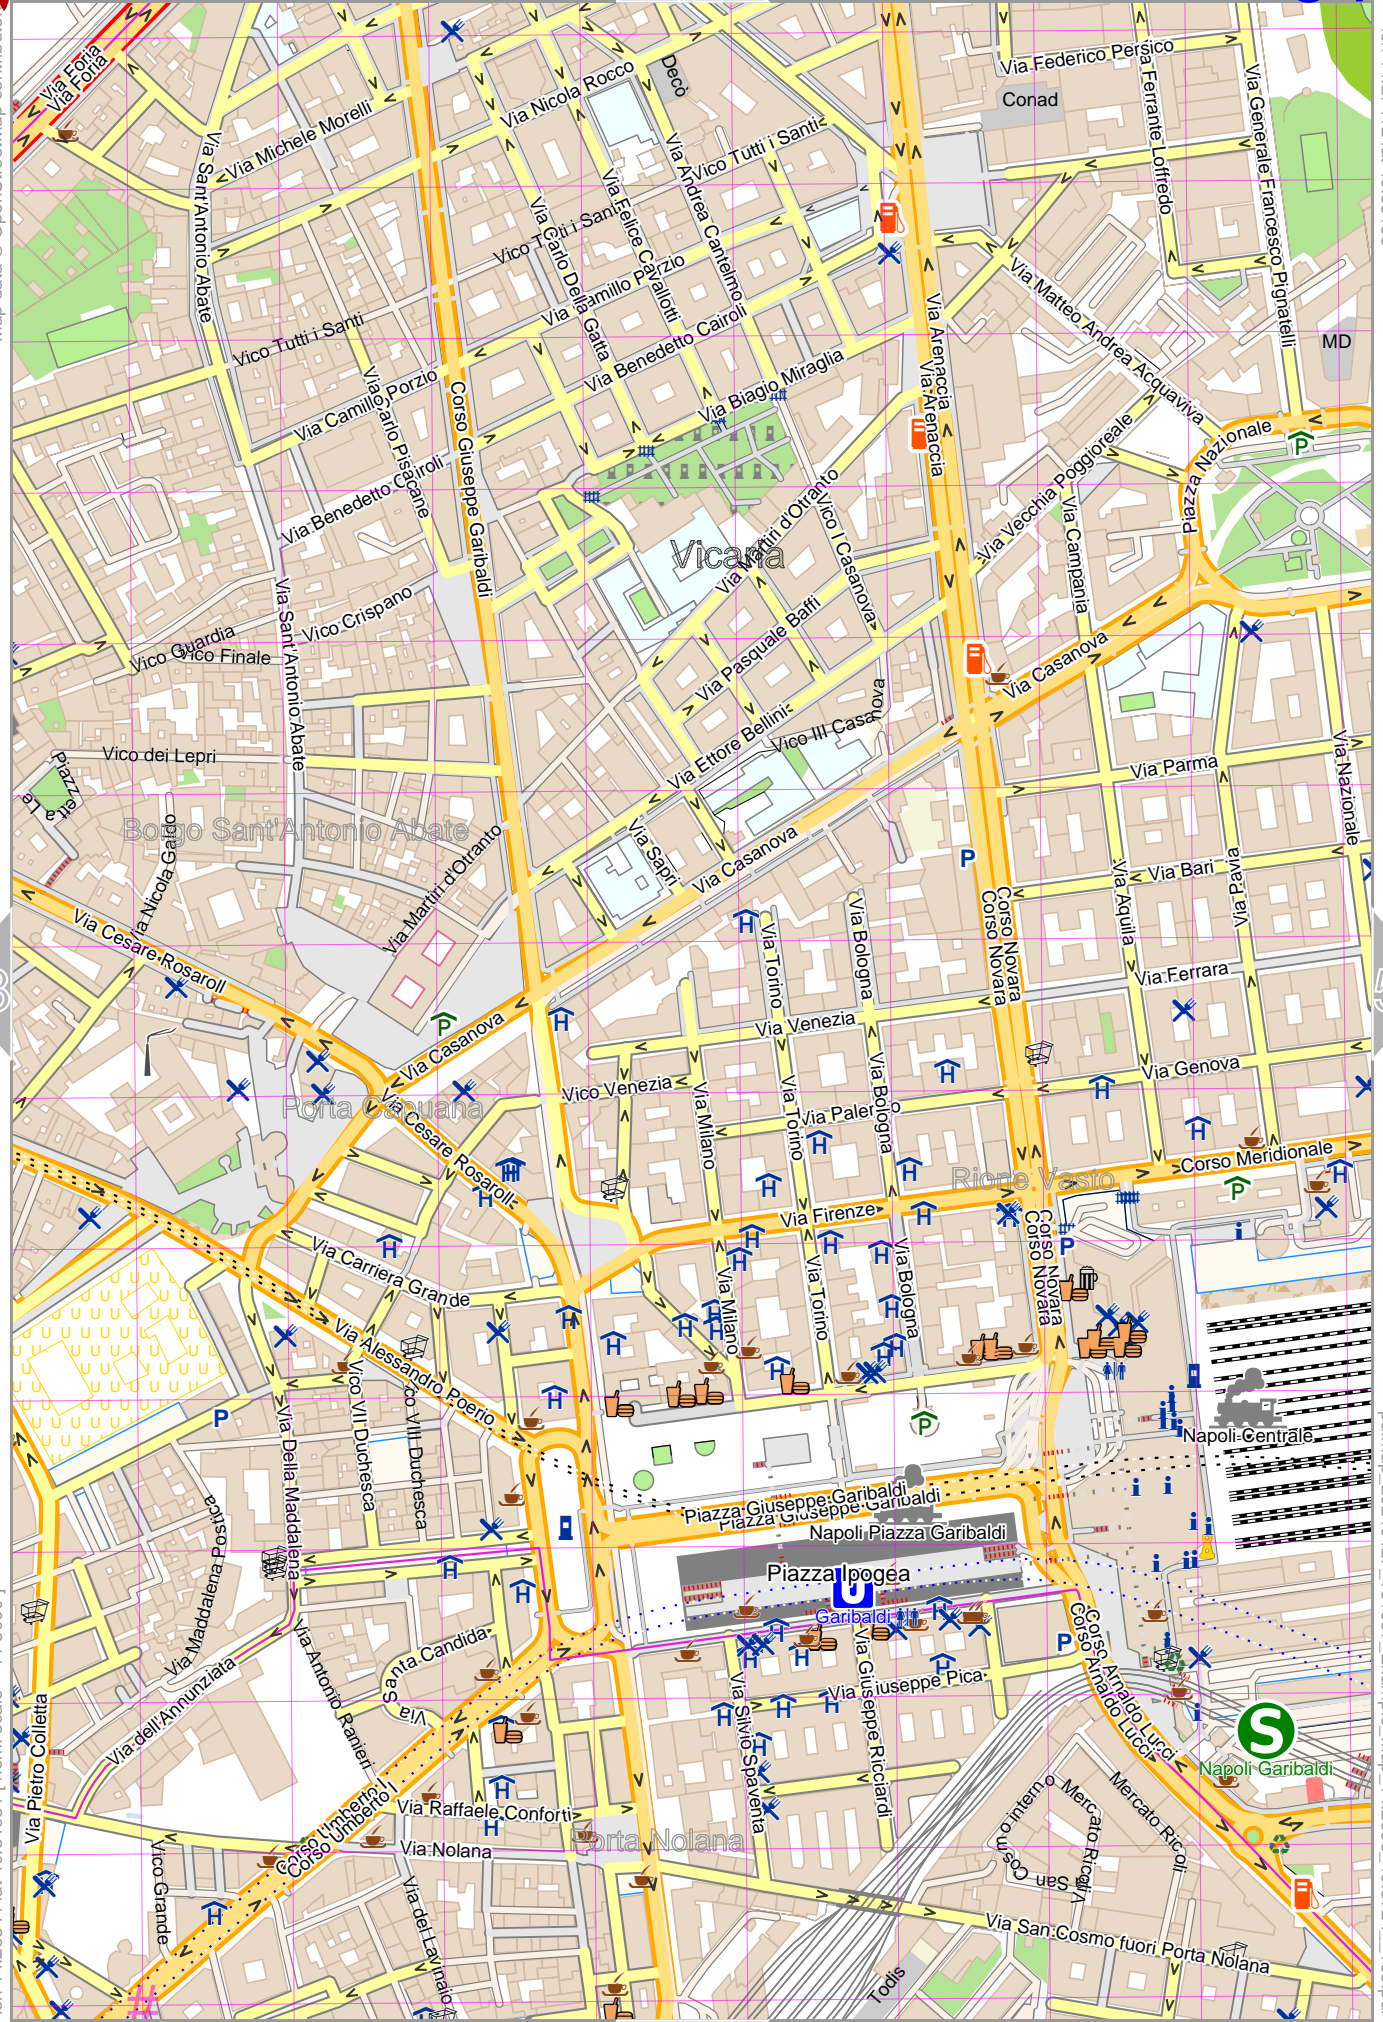 Via Foria
Via Foria
Via Federico Persico
Conad
Decò
Via Nicola Rocco
Via Michele Morelli
Vico Tutti i Santi
Via Sant'Antonio Abate
Via Ferrante Loffredo
Via Generale Francesco Pignatelli
Via Andrea Cantelmo
Via Felice Cavallotti
Via Carlo Della Gatta
Vico Tutti i Santi
Via Camillo Porzio
Via Benedetto Cairoli
Via Matteo Andrea Acquaviva
Vico Tutti i Santi
Via Arenaccia
Via Arenaccia
MD
Via Biagio Miraglia
Via Camillo Porzio
Via Carlo Pisacane
Corso Giuseppe Garibaldi
Via Benedetto Cairoli
Piazza Nazionale
Via Vecchia Poggioreale
Via Martiri d'Otranto
Vico I Casanova
Vicaria
Via Campania
Vico Crispano
Vico Guardia
Vico Finale
Via Sant'Antonio Abate
Via Pasquale Baffi
Via Casanova
Via Ettore Bellini
Vico III Casanova
Vico dei Lepri
Piazzetta Le
Via Parma
Via Nazionale
Borgo Sant'Antonio Abate
Via Martiri d'Otranto
Via Nicola Galdo
Via Sapri
Via Casanova
P
Via Bari
Via Pavia
Via Aquila
Corso Novara
Corso Novara
Via Cesare Rosaroll
Via Torino
Via Bologna
Via Ferrara
Via Casanova
Via Venezia
Via Genova
Porta Capuana
Vico Venezia
Via Milano
Via Torino
Via Palermo
Via Bologna
Via Cesare Rosaroll
Corso Meridionale
Rione Vasto
Via Firenze
Via Carriera Grande
Corso Novara
Corso Novara
P
Via Milano
Via Torino
Via Bologna
Via Alessandro Poerio
P
Via Della Maddalena
Vico VII Duchesca
Vico VIII Duchesca
Napoli Centrale
Piazza Giuseppe Garibaldi
Piazza Giuseppe Garibaldi
Napoli Piazza Garibaldi
Piazza Ipogea
Garibaldi
Via Maddalena Postica
Via Santa Candida
Via dell'Annunziata
Via Antonio Ranieri
Via Pietro Colletta
P
Via Giuseppe Pica
Via Silvio Spaventa
Via Giuseppe Ricciardi
Corso Arnaldo Lucci
Corso Arnaldo Lucci
S
Napoli Garibaldi
Corso Umberto I
Corso Umberto I
Via Raffaele Conforti
Via Nolana
Porta Nolana
Mercato Riccioli
Via San Cosmo interno
Vico Grande
Via del Lavinaio
Via San Cosmo fuori Porta Nolana
Todis